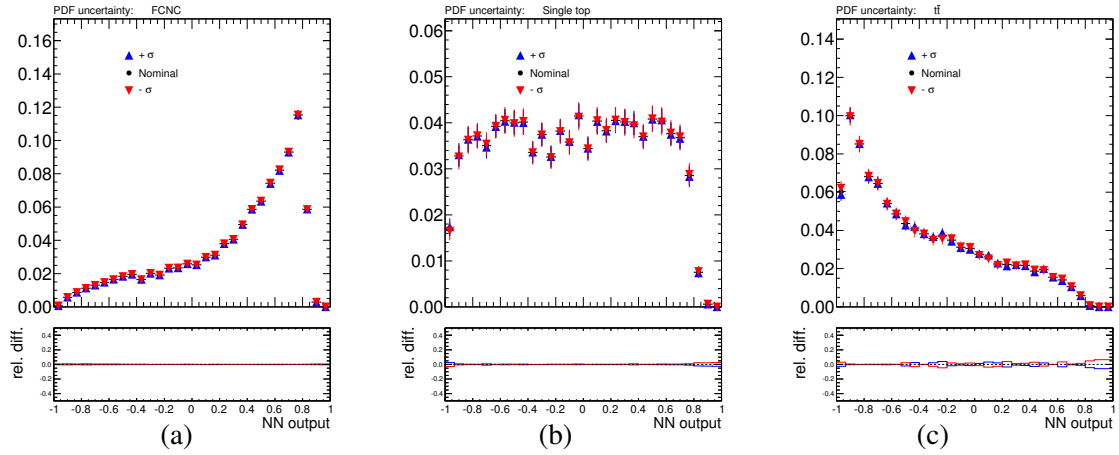 PDF uncertainty: FCNC
0.16
0.14
0.12
0.10
0.08
0.06
0.04
0.02
0.00
+ σ
Nominal
- σ
rel. diff.
0.4
0.2
0.0
-0.2
-0.4
-1 -0.8 -0.6 -0.4 -0.2 0 0.2 0.4 0.6 0.8 1
NN output
(a)
PDF uncertainty: Single top
0.06
0.05
0.04
0.03
0.02
0.01
0.00
+ σ
Nominal
- σ
rel. diff.
0.4
0.2
0.0
-0.2
-0.4
-1 -0.8 -0.6 -0.4 -0.2 0 0.2 0.4 0.6 0.8 1
NN output
(b)
PDF uncertainty: tt̄
0.14
0.12
0.10
0.08
0.06
0.04
0.02
0.00
+ σ
Nominal
- σ
rel. diff.
0.4
0.2
0.0
-0.2
-0.4
-1 -0.8 -0.6 -0.4 -0.2 0 0.2 0.4 0.6 0.8 1
NN output
(c)